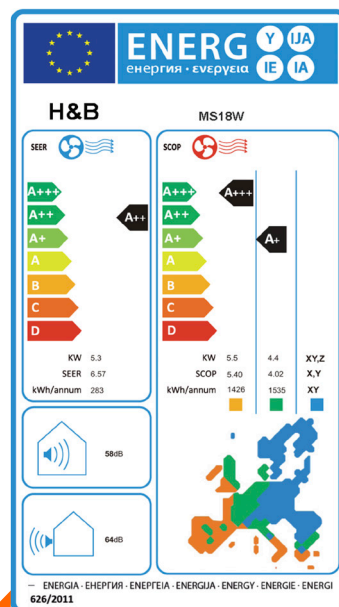 ENERG Y IJA
енергия · ενεργεια IE IA
H&B MS18W
SEER SCOP
A+++ A+++ A+++
A++ A++ A++
A+ A+ A+
A A
B B
C C
D D
KW 5.3 KW 5.5 4.4 XY,Z
SEER 6.57 SCOP 5.40 4.02 X,Y
kWh/annum 283 kWh/annum 1426 1535 XY
58dB
64dB
ENERGIA · ЕНЕРГИЯ · ΕΝΕΡΓΕΙΑ · ENERGIJA · ENERGY · ENERGIE · ENERGI
626/2011